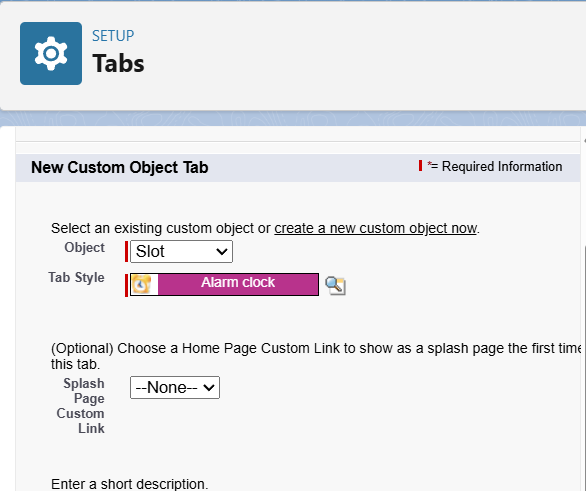 SETUP
Tabs
New Custom Object Tab
*= Required Information
Select an existing custom object or create a new custom object now.
Object
Slot
Tab Style
Alarm clock
(Optional) Choose a Home Page Custom Link to show as a splash page the first time
this tab.
Splash
Page
Custom
Link
--None--
Enter a short description.